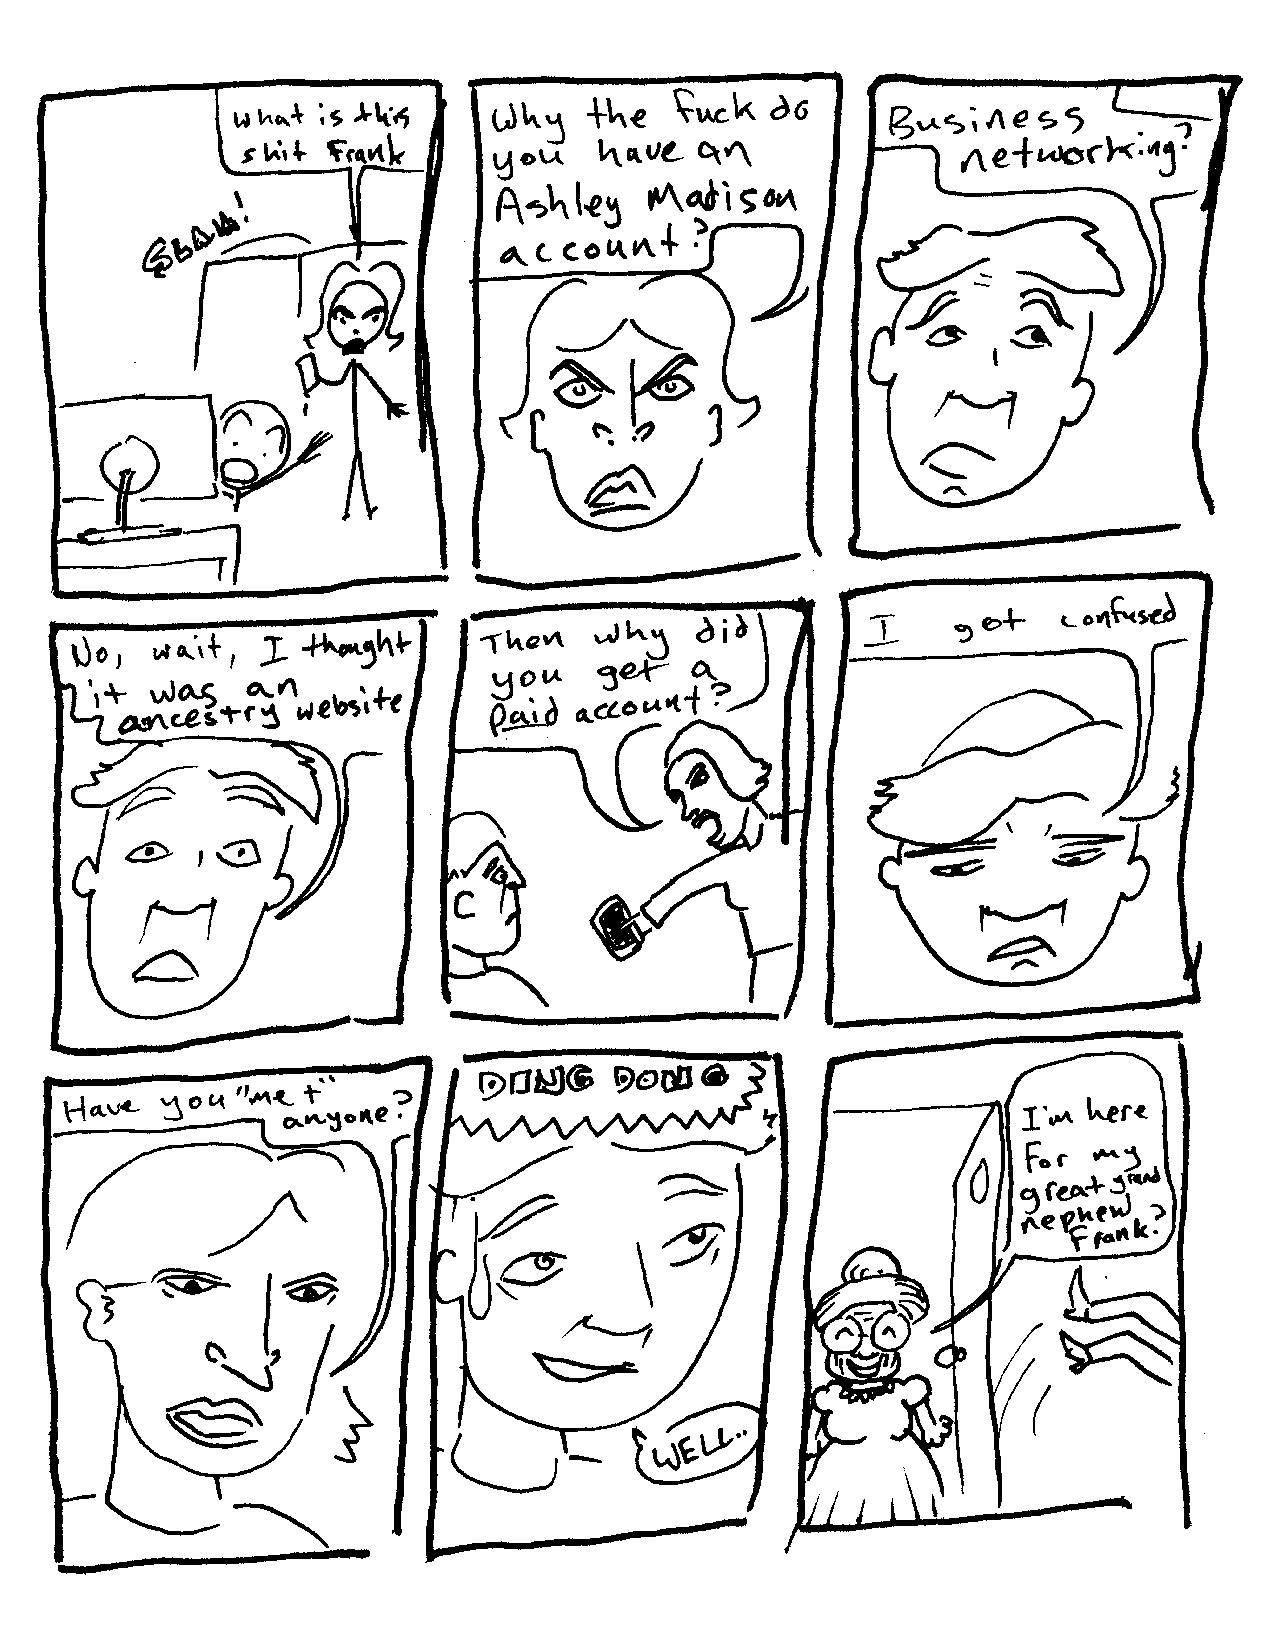 What is this
shit Frank
SLAM!
Why the fuck do
you have an
Ashley Madison
account?
Business
networking?
No, wait, I thought
it was an
ancestry website
Then why did
you get a
paid account?
I got confused
Have you "met"
anyone?
DING DONG
WELL..
I'm here
for my
great grand
nephew
Frank?